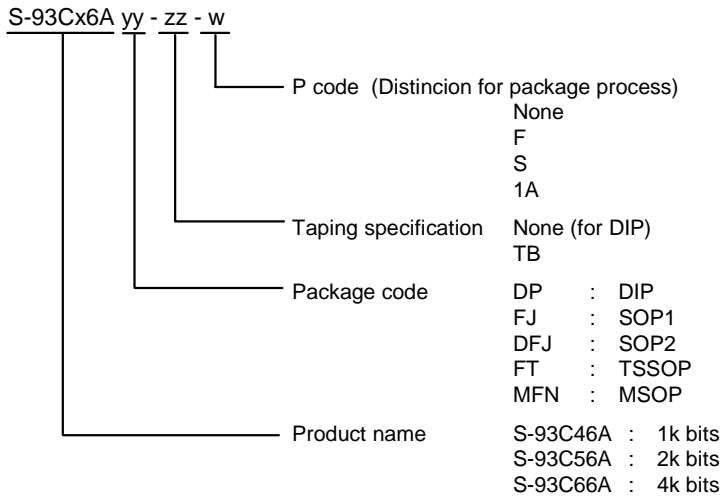 S-93Cx6A yy - zz - w
P code (Distincion for package process)
None
F
S
1A
Taping specification None (for DIP)
TB
Package code DP : DIP
FJ : SOP1
DFJ : SOP2
FT : TSSOP
MFN : MSOP
Product name S-93C46A : 1k bits
S-93C56A : 2k bits
S-93C66A : 4k bits